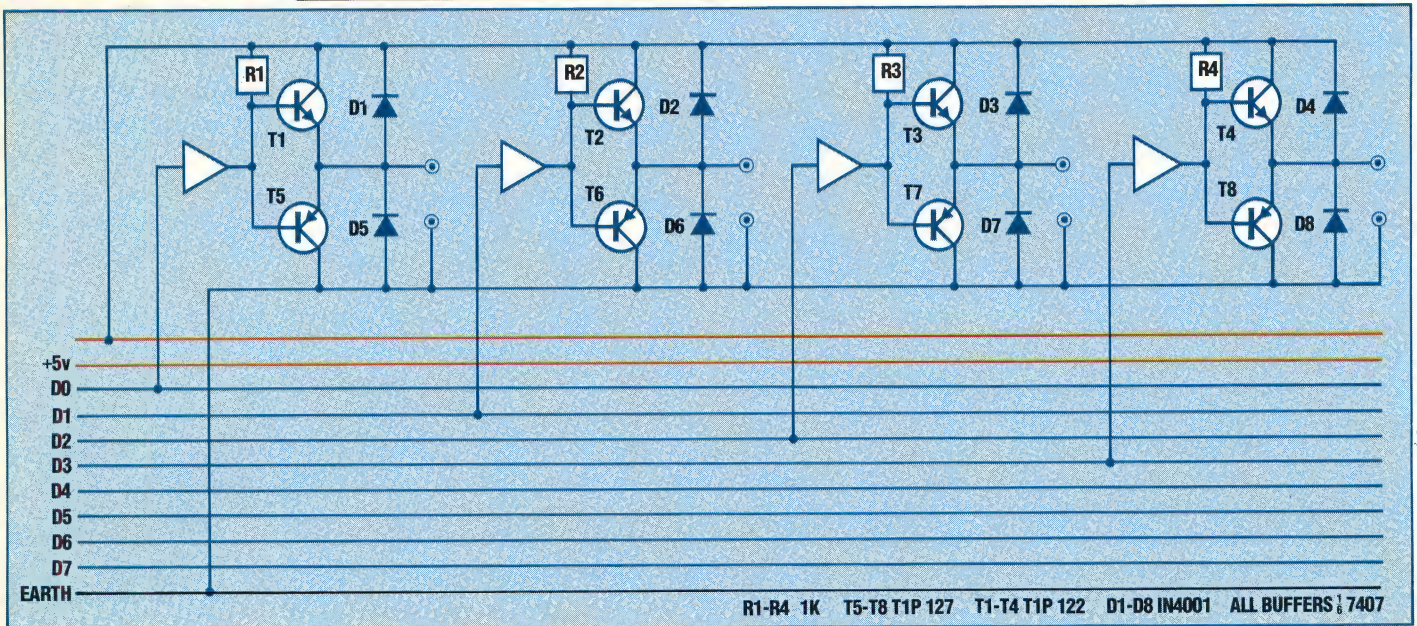 R1
R2
R3
R4
D1
D2
D3
D4
T1
T2
T3
T4
T5
T6
T7
T8
D5
D6
D7
D8
+5v
D0
D1
D2
D3
D4
D5
D6
D7
EARTH
R1-R4 1K T5-T8 T1P 127 T1-T4 T1P 122 D1-D8 IN4001 ALL BUFFERS 1/6 7407